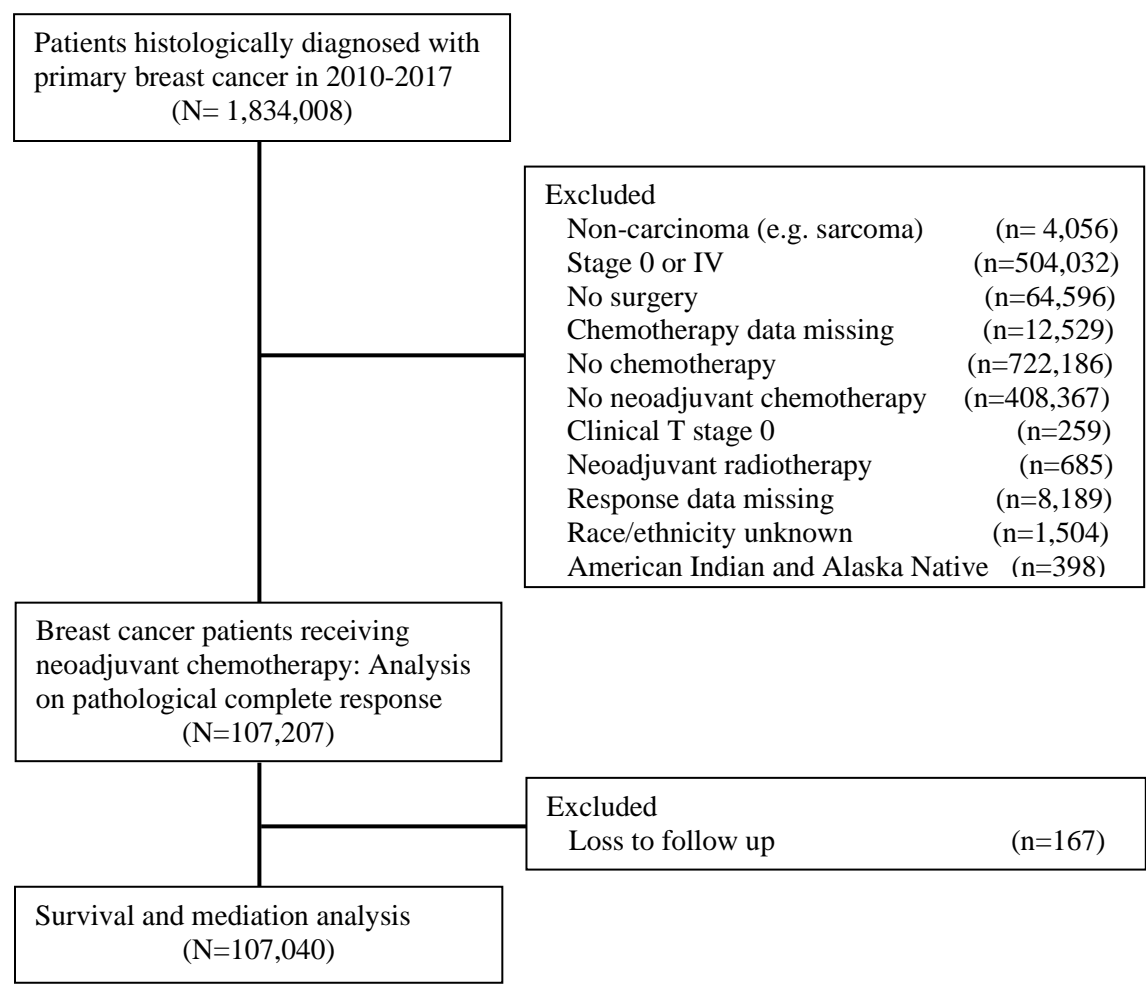 Patients histologically diagnosed with
primary breast cancer in 2010-2017
(N= 1,834,008)
Excluded
Non-carcinoma (e.g. sarcoma) (n= 4,056)
Stage 0 or IV (n=504,032)
No surgery (n=64,596)
Chemotherapy data missing (n=12,529)
No chemotherapy (n=722,186)
No neoadjuvant chemotherapy (n=408,367)
Clinical T stage 0 (n=259)
Neoadjuvant radiotherapy (n=685)
Response data missing (n=8,189)
Race/ethnicity unknown (n=1,504)
American Indian and Alaska Native (n=398)
Breast cancer patients receiving
neoadjuvant chemotherapy: Analysis
on pathological complete response
(N=107,207)
Excluded
Loss to follow up (n=167)
Survival and mediation analysis
(N=107,040)